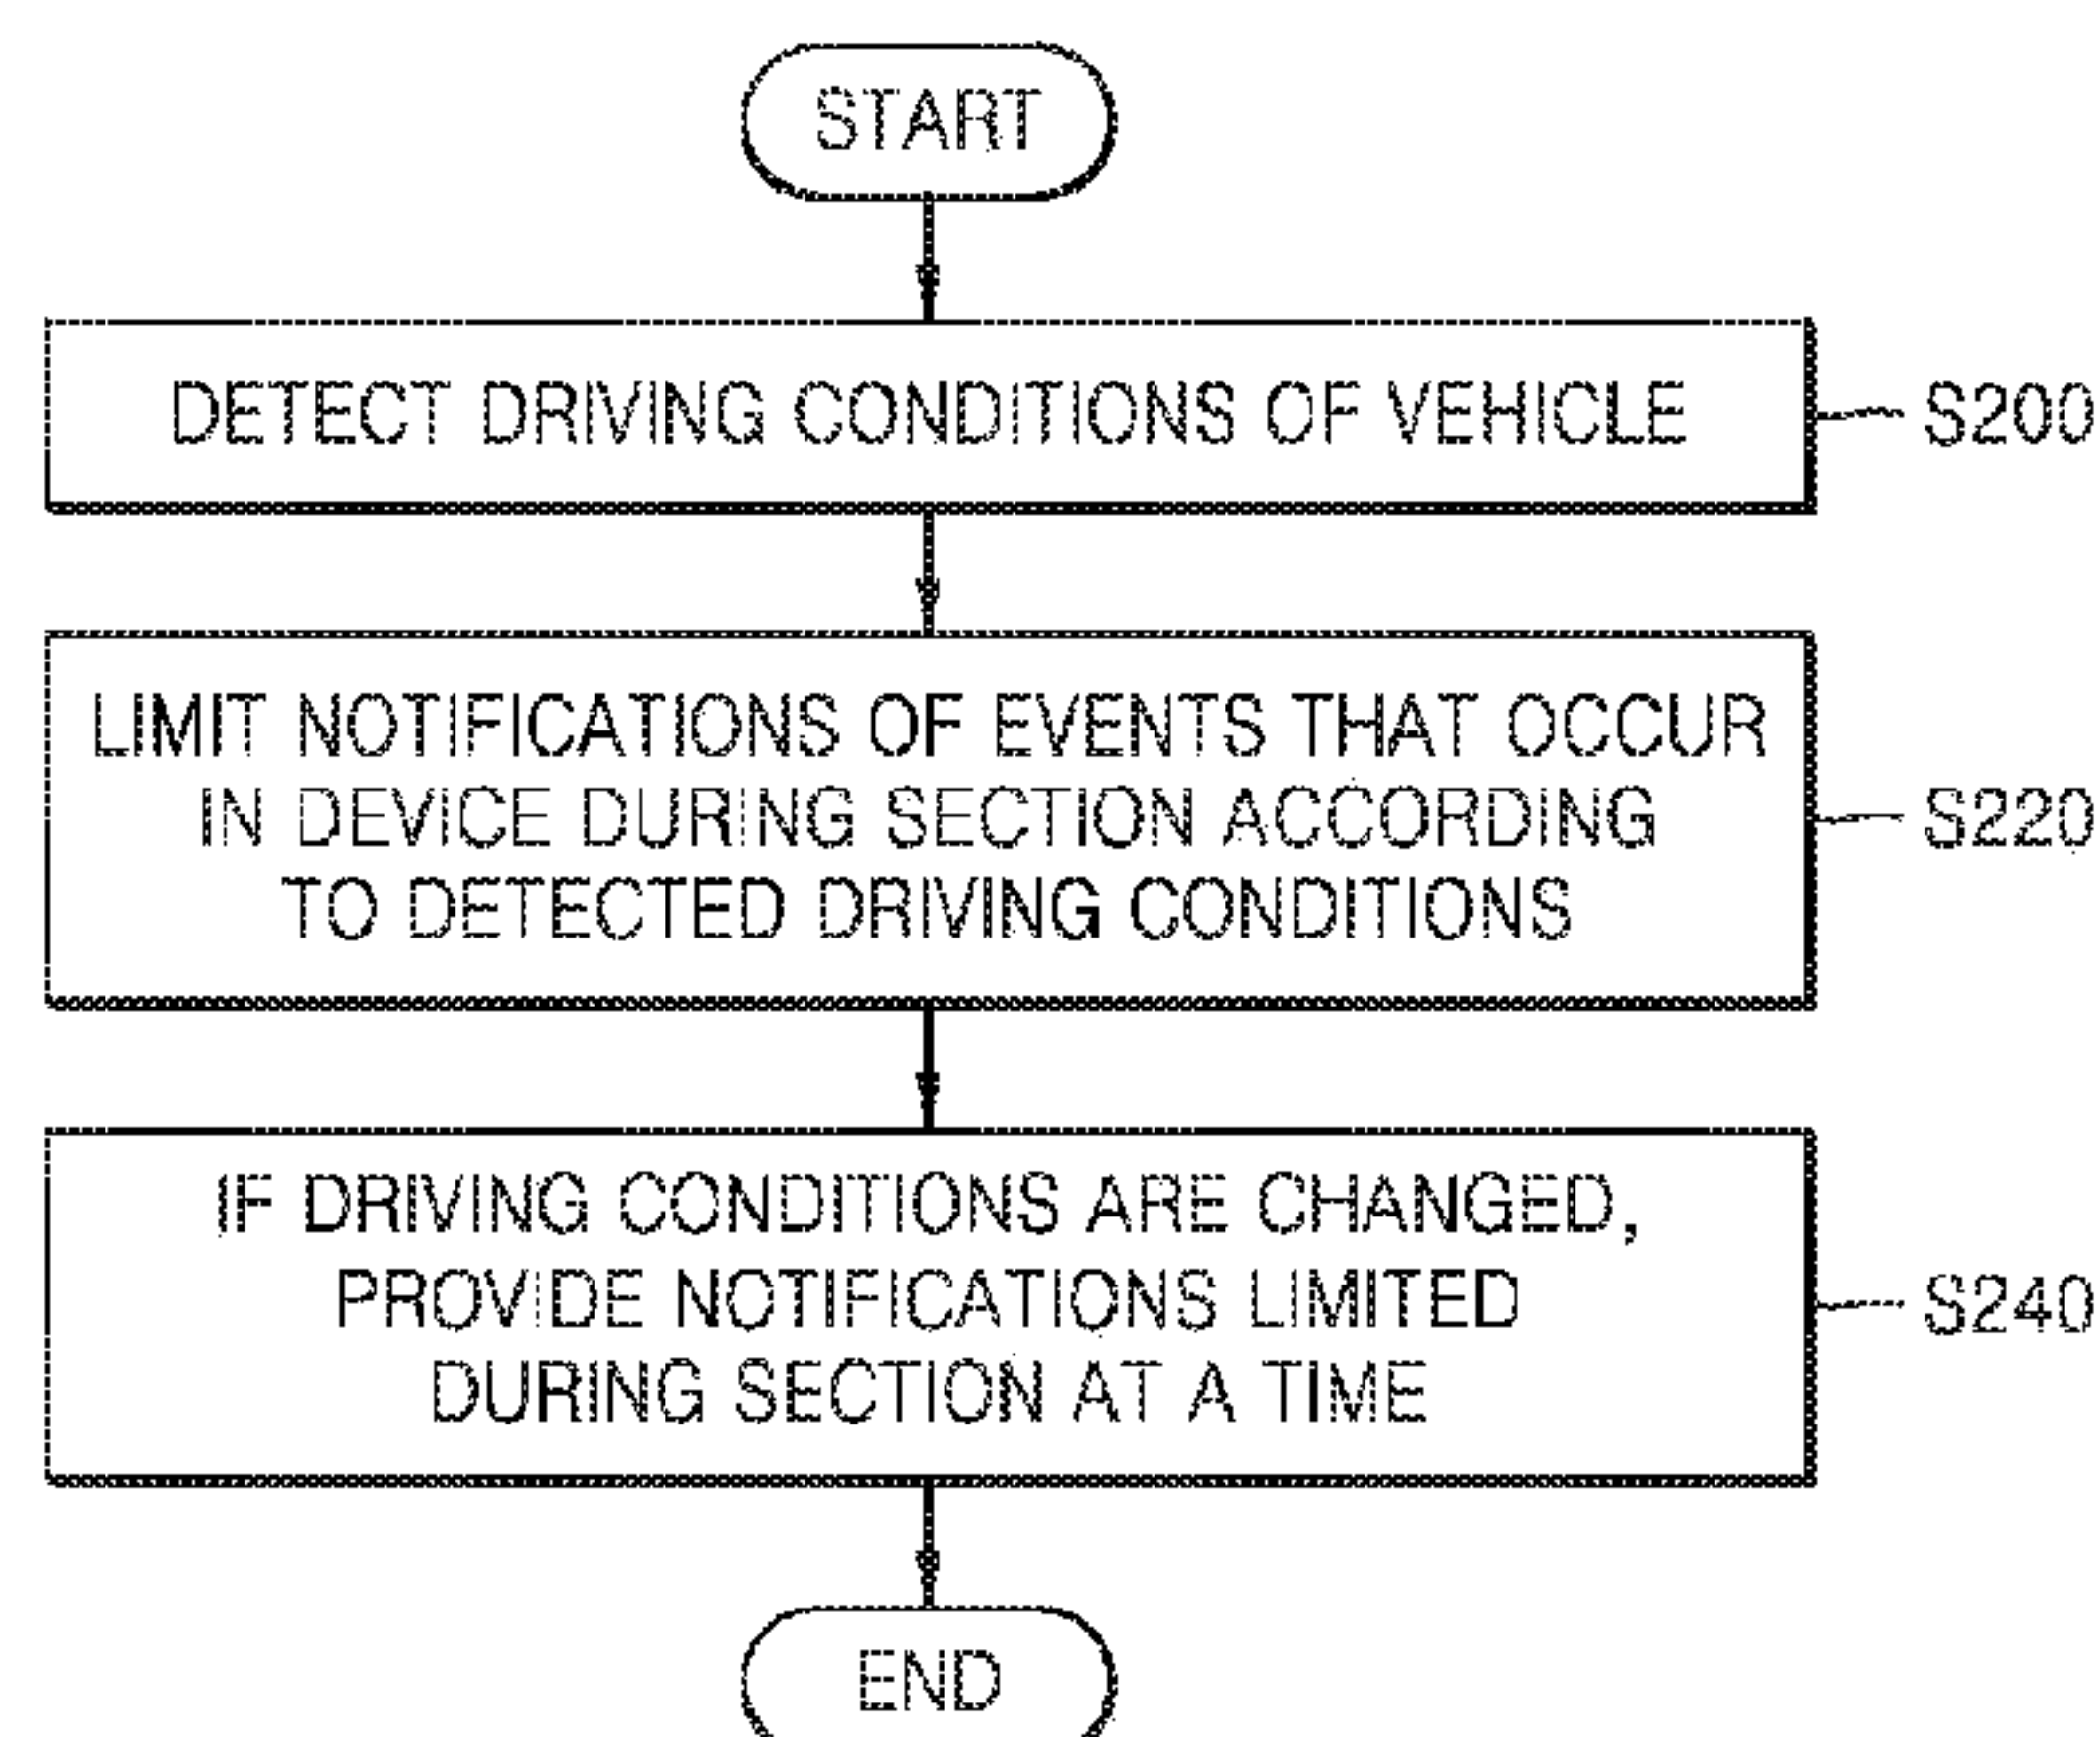 START
DETECT DRIVING CONDITIONS OF VEHICLE
S200
LIMIT NOTIFICATIONS OF EVENTS THAT OCCUR
IN DEVICE DURING SECTION ACCORDING
TO DETECTED DRIVING CONDITIONS
S220
IF DRIVING CONDITIONS ARE CHANGED,
PROVIDE NOTIFICATIONS LIMITED
DURING SECTION AT A TIME
S240
END